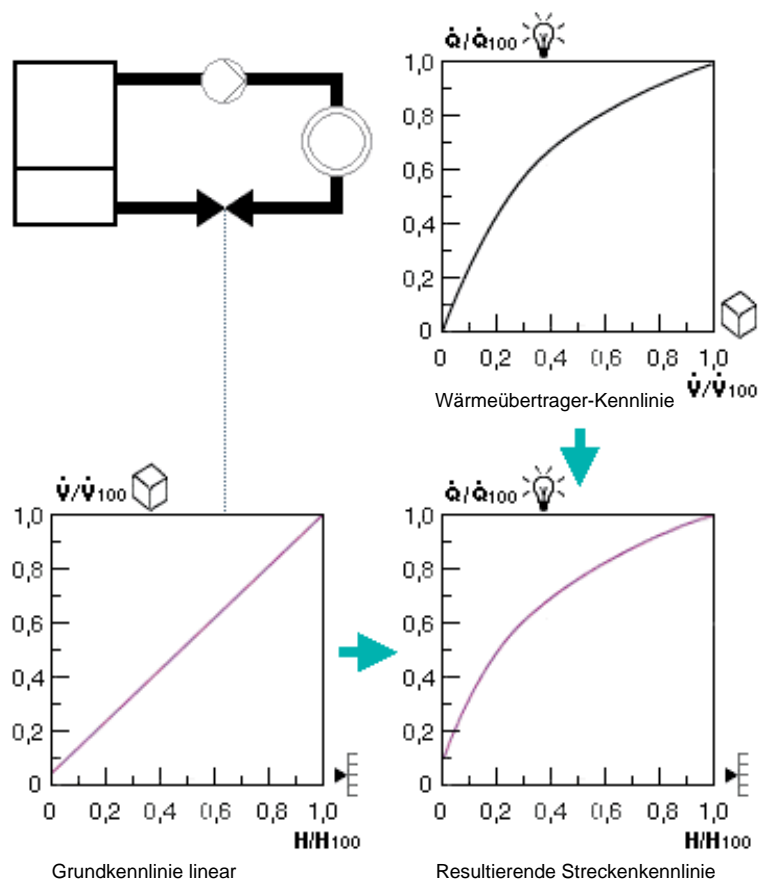 Q̇/Q̇₁₀₀
1,0
0,8
0,6
0,4
0,2
0
0 0,2 0,4 0,6 0,8 1,0
V̇/V̇₁₀₀
Wärmeübertrager-Kennlinie
V̇/V̇₁₀₀
1,0
0,8
0,6
0,4
0,2
0
0 0,2 0,4 0,6 0,8 1,0
H/H₁₀₀
Grundkennlinie linear
Q̇/Q̇₁₀₀
1,0
0,8
0,6
0,4
0,2
0
0 0,2 0,4 0,6 0,8 1,0
H/H₁₀₀
Resultierende Streckenkennlinie